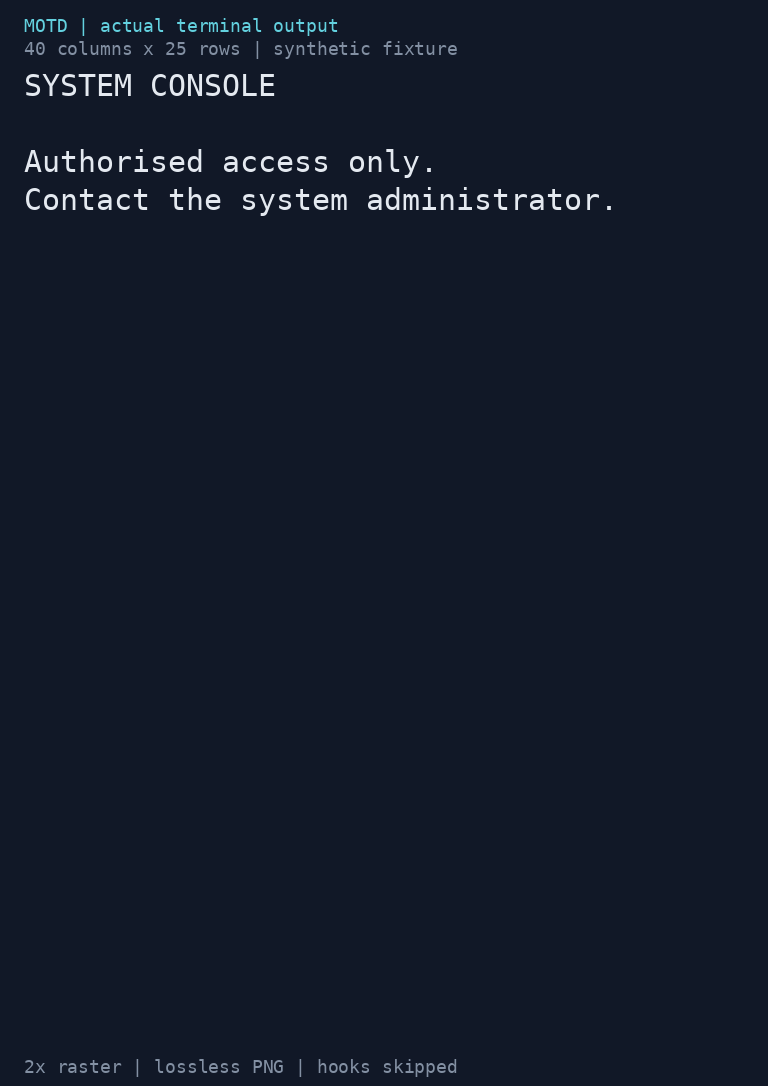 MOTD | actual terminal output
40 columns x 25 rows | synthetic fixture
SYSTEM CONSOLE
Authorised access only.
Contact the system administrator.
2x raster | lossless PNG | hooks skipped